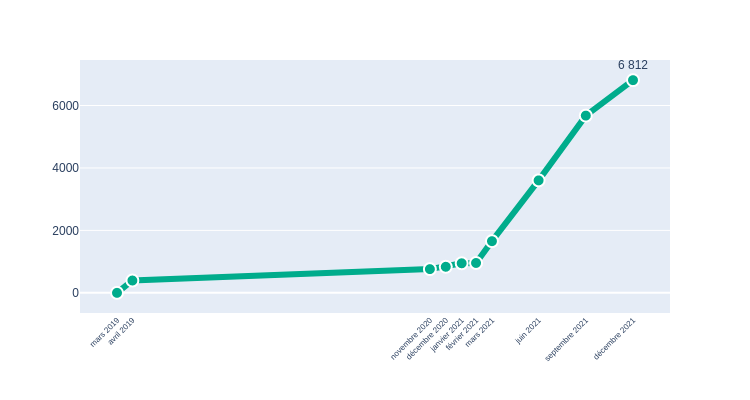 6 812
6000
4000
2000
0
mars 2019
avril 2019
novembre 2020
décembre 2020
janvier 2021
février 2021
mars 2021
juin 2021
septembre 2021
décembre 2021